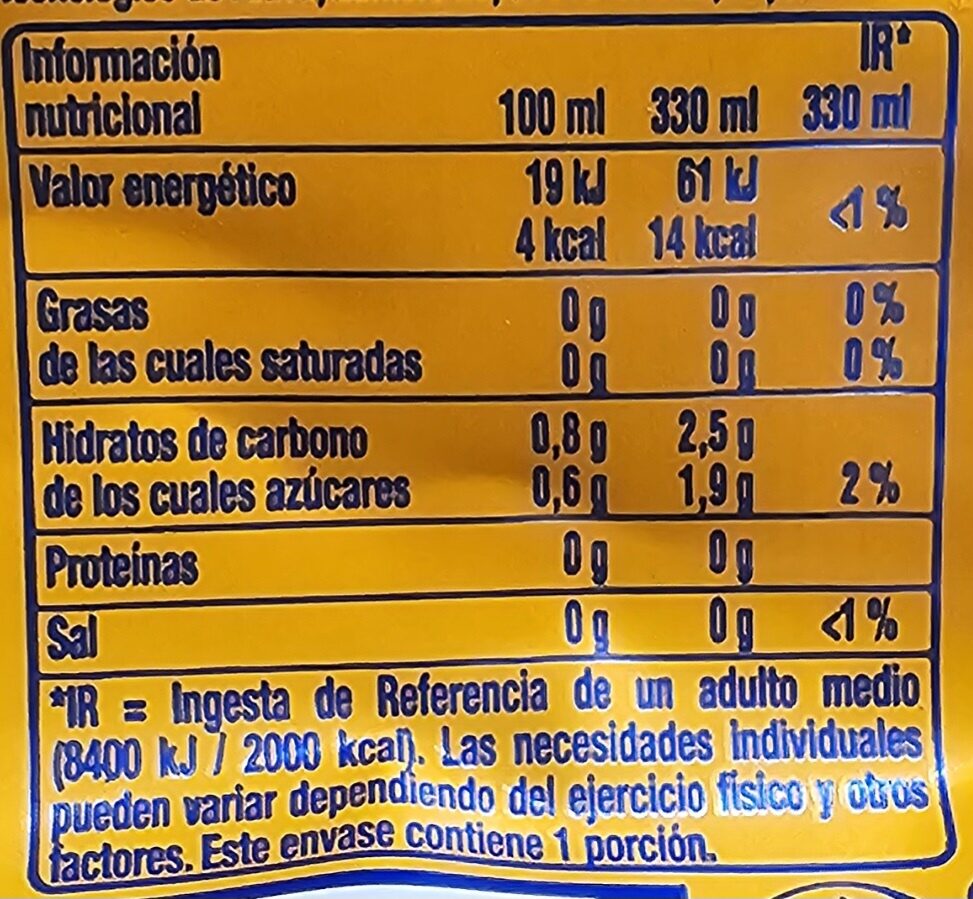 Información IR*
nutricional 100 ml 330 ml 330 ml
Valor energético 19 kJ 61 kJ <1 %
4 kcal 14 kcal
Grasas 0 g 0 g 0 %
de las cuales saturadas 0 g 0 g 0 %
Hidratos de carbono 0,8 g 2,5 g
de los cuales azúcares 0,6 g 1,9 g 2 %
Proteínas 0 g 0 g
Sal 0 g 0 g <1 %
*IR = Ingesta de Referencia de un adulto medio
(8400 kJ / 2000 kcal). Las necesidades individuales
pueden variar dependiendo del ejercicio físico y otros
factores. Este envase contiene 1 porción.